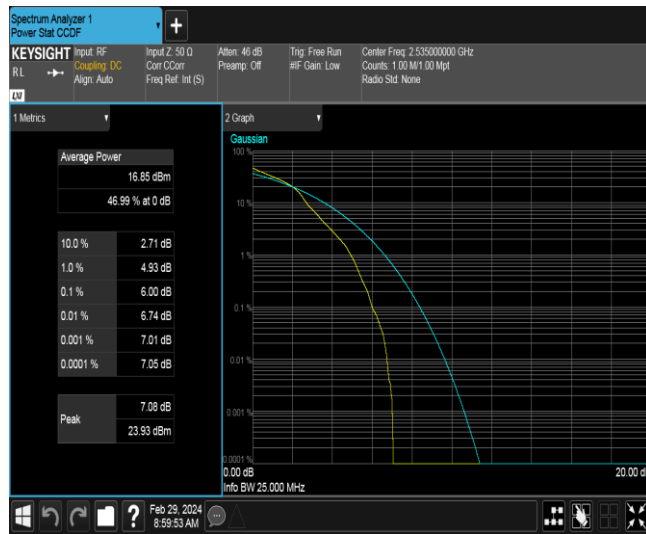 Spectrum Analyzer 1
Power Stat CCDF
+
KEYSIGHT
RL
LXI
Input: RF
Coupling: DC
Align: Auto
Input Z: 50 Ω
Corr CCorr
Freq Ref: Int (S)
Atten: 46 dB
Preamp: Off
Trig: Free Run
#IF Gain: Low
Center Freq: 2.535000000 GHz
Counts: 1.00 M/1.00 Mpt
Radio Std: None
1 Metrics
Average Power
16.85 dBm
46.99 % at 0 dB
10.0 % 2.71 dB
1.0 % 4.93 dB
0.1 % 6.00 dB
0.01 % 6.74 dB
0.001 % 7.01 dB
0.0001 % 7.05 dB
Peak
7.08 dB
23.93 dBm
2 Graph
Gaussian
100 %
10 %
1 %
0.1 %
0.01 %
0.001 %
0.0001 %
0.00 dB 20.00 d
Info BW 25.000 MHz
?
Feb 29, 2024
8:59:53 AM